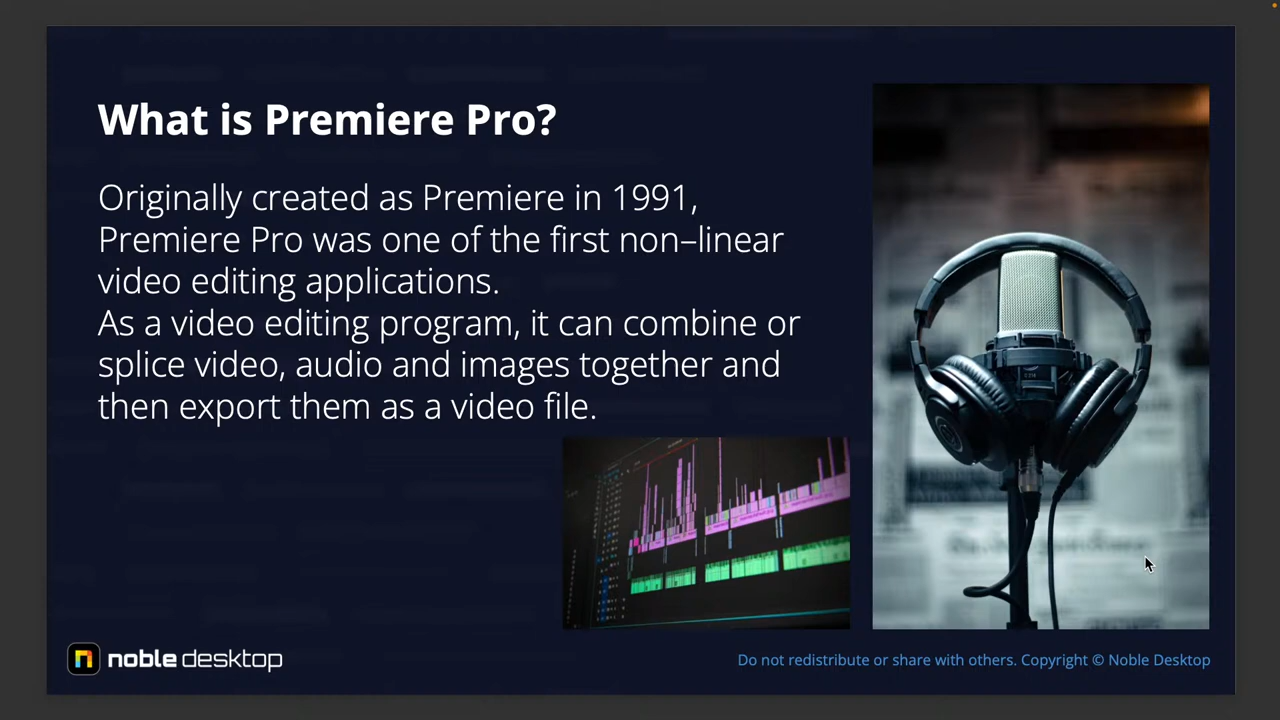 What is Premiere Pro?
Originally created as Premiere in 1991,
Premiere Pro was one of the first non–linear
video editing applications.
As a video editing program, it can combine or
splice video, audio and images together and
then export them as a video file.
noble desktop
Do not redistribute or share with others. Copyright © Noble Desktop